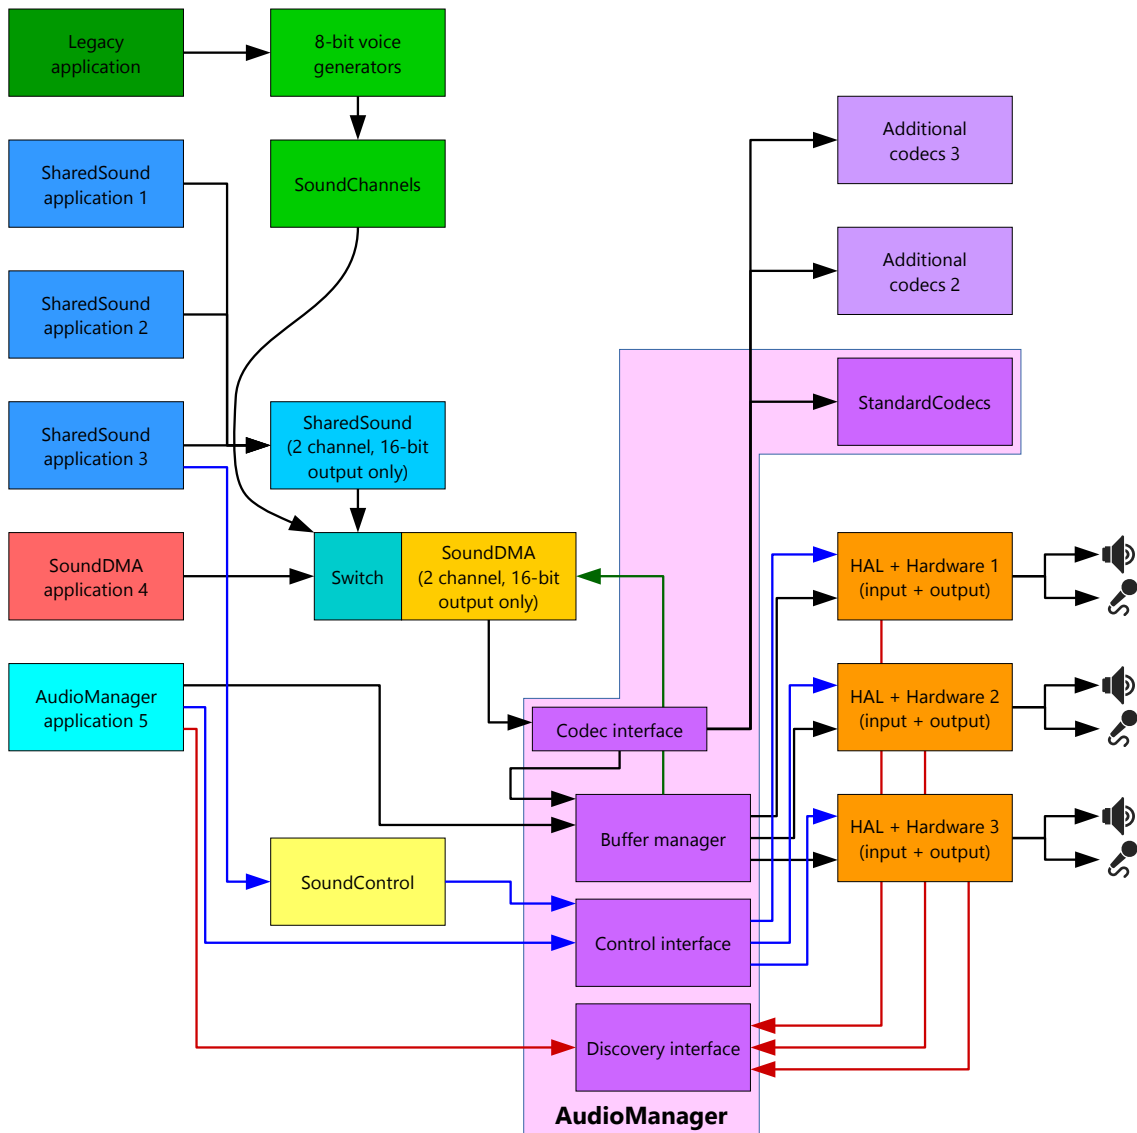 Legacy
application
8-bit voice
generators
SharedSound
application 1
SoundChannels
Additional
codecs 3
SharedSound
application 2
Additional
codecs 2
SharedSound
application 3
SharedSound
(2 channel, 16-bit
output only)
StandardCodecs
SoundDMA
application 4
Switch
SoundDMA
(2 channel, 16-bit
output only)
HAL + Hardware 1
(input + output)
AudioManager
application 5
Codec interface
HAL + Hardware 2
(input + output)
Buffer manager
HAL + Hardware 3
(input + output)
SoundControl
Control interface
Discovery interface
AudioManager